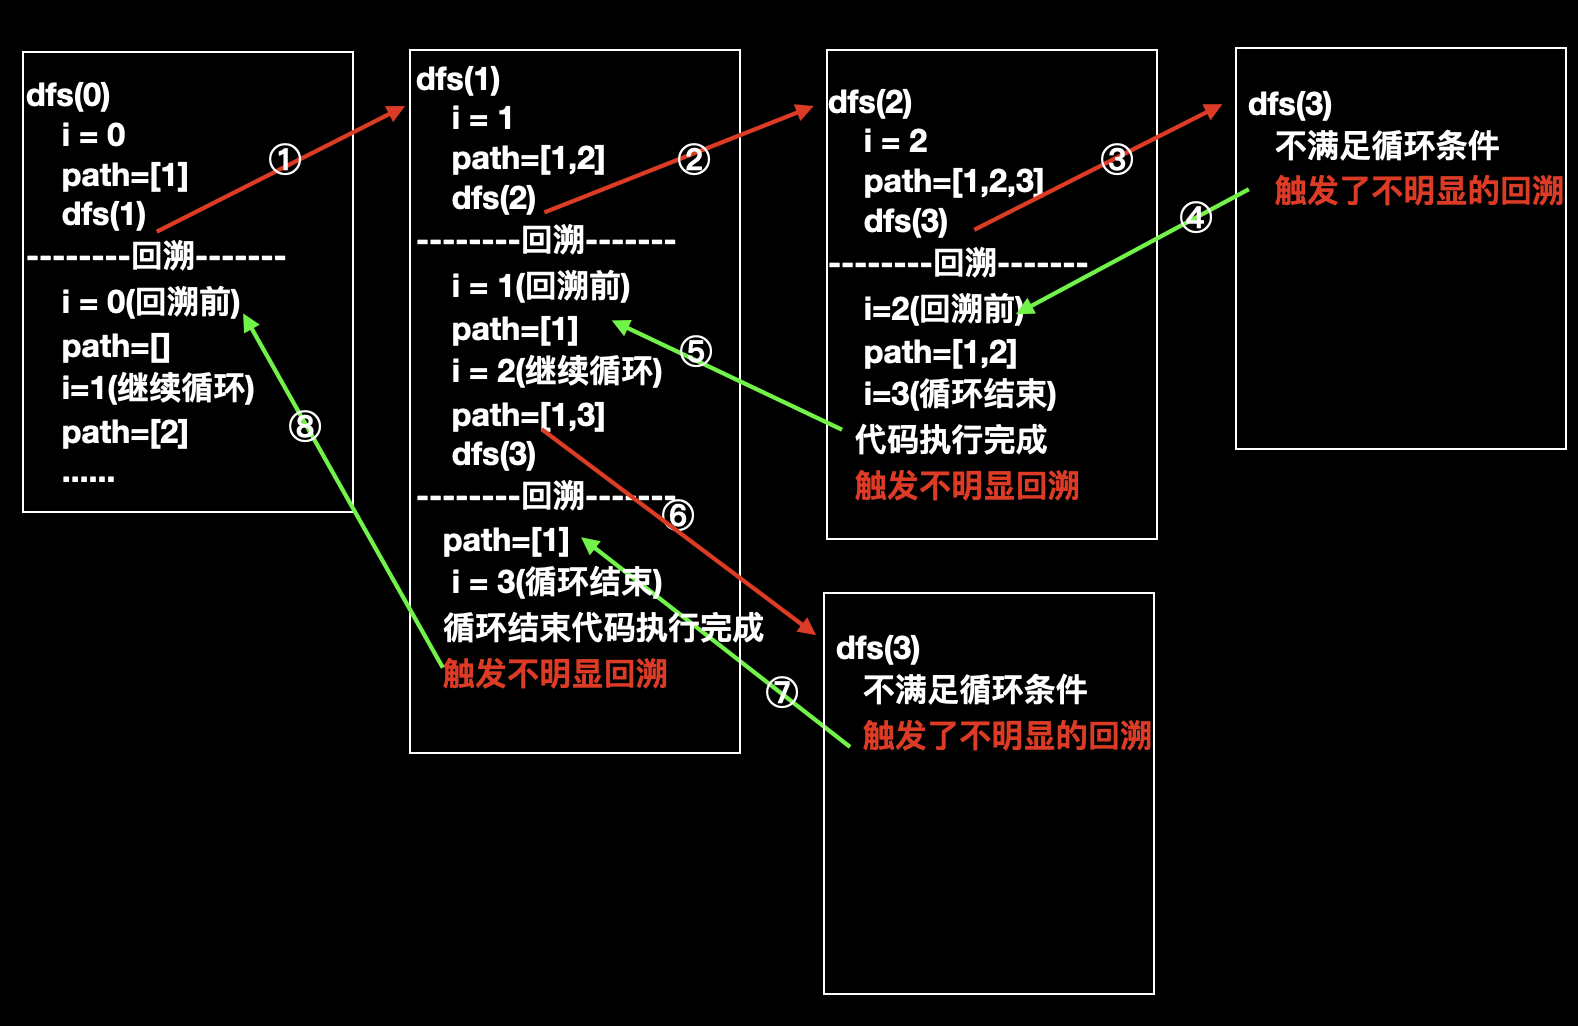 dfs(0)
i = 0
path=[1]
dfs(1)
--------回溯-------
i = 0(回溯前)
path=[]
i=1(继续循环)
path=[2]
......
①
⑧
dfs(1)
i = 1
path=[1,2]
dfs(2)
--------回溯-------
i = 1(回溯前)
path=[1]
i = 2(继续循环)
path=[1,3]
dfs(3)
--------回溯-------
path=[1]
i = 3(循环结束)
循环结束代码执行完成
触发不明显回溯
②
⑤
⑥
⑦
dfs(2)
i = 2
path=[1,2,3]
dfs(3)
--------回溯-------
i=2(回溯前)
path=[1,2]
i=3(循环结束)
代码执行完成
触发不明显回溯
③
④
dfs(3)
不满足循环条件
触发了不明显的回溯
dfs(3)
不满足循环条件
触发了不明显的回溯